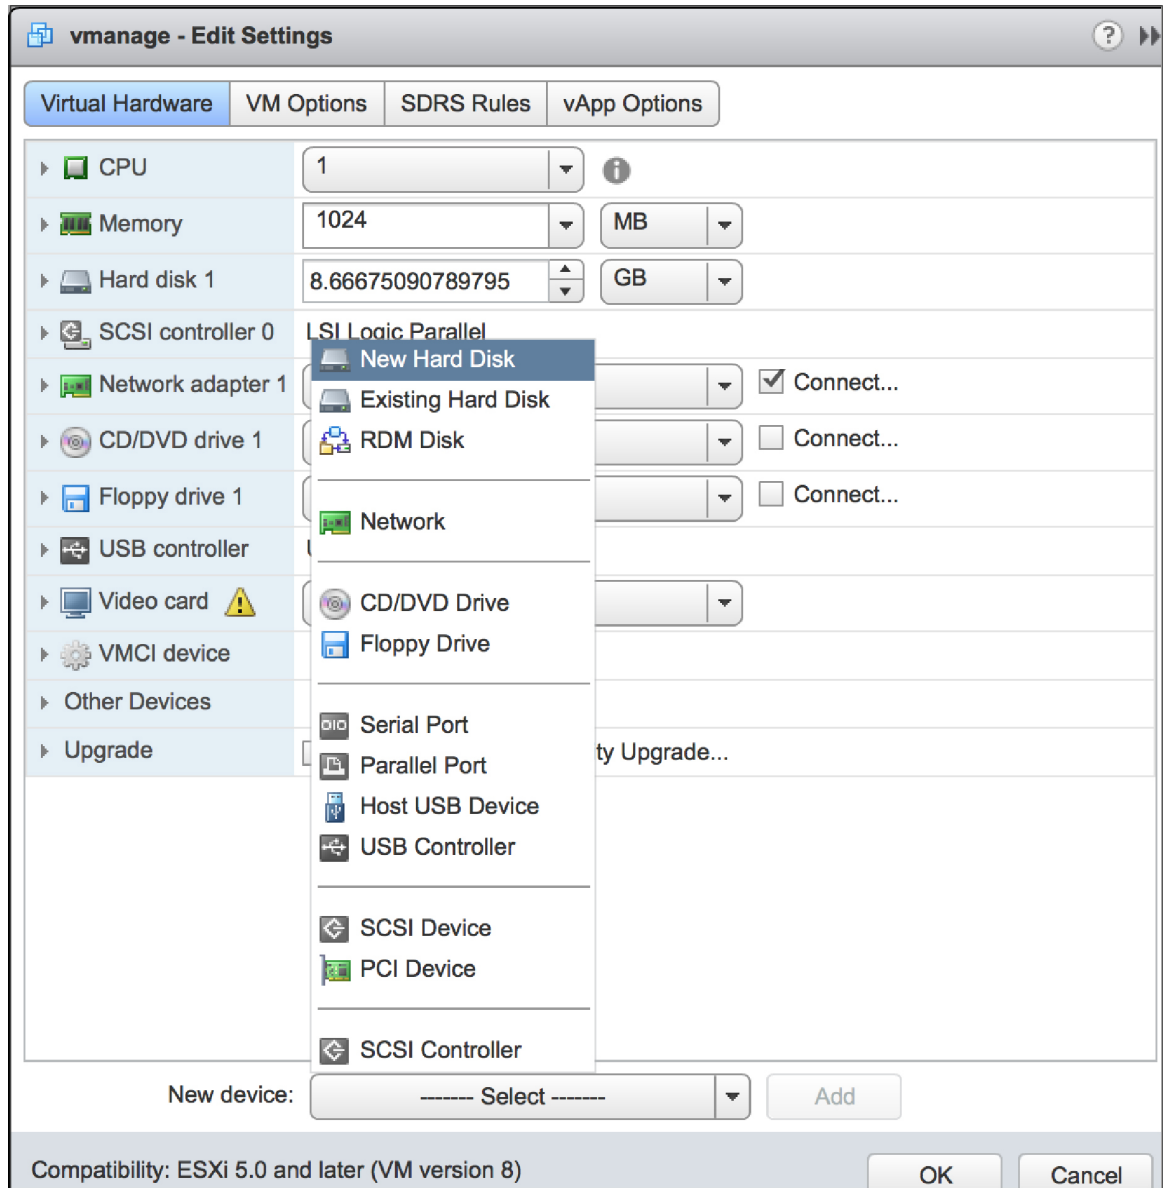 vmanage - Edit Settings
Virtual Hardware VM Options SDRS Rules vApp Options
CPU 1
Memory 1024 MB
Hard disk 1 8.66675090789795 GB
SCSI controller 0 LSI Logic Parallel
New Hard Disk
Network adapter 1 Connect...
Existing Hard Disk
CD/DVD drive 1 Connect...
RDM Disk
Floppy drive 1 Connect...
Network
USB controller
Video card
CD/DVD Drive
Floppy Drive
VMCI device
Other Devices
Serial Port
Upgrade ty Upgrade...
Parallel Port
Host USB Device
USB Controller
SCSI Device
PCI Device
SCSI Controller
New device: ------- Select ------- Add
Compatibility: ESXi 5.0 and later (VM version 8) OK Cancel